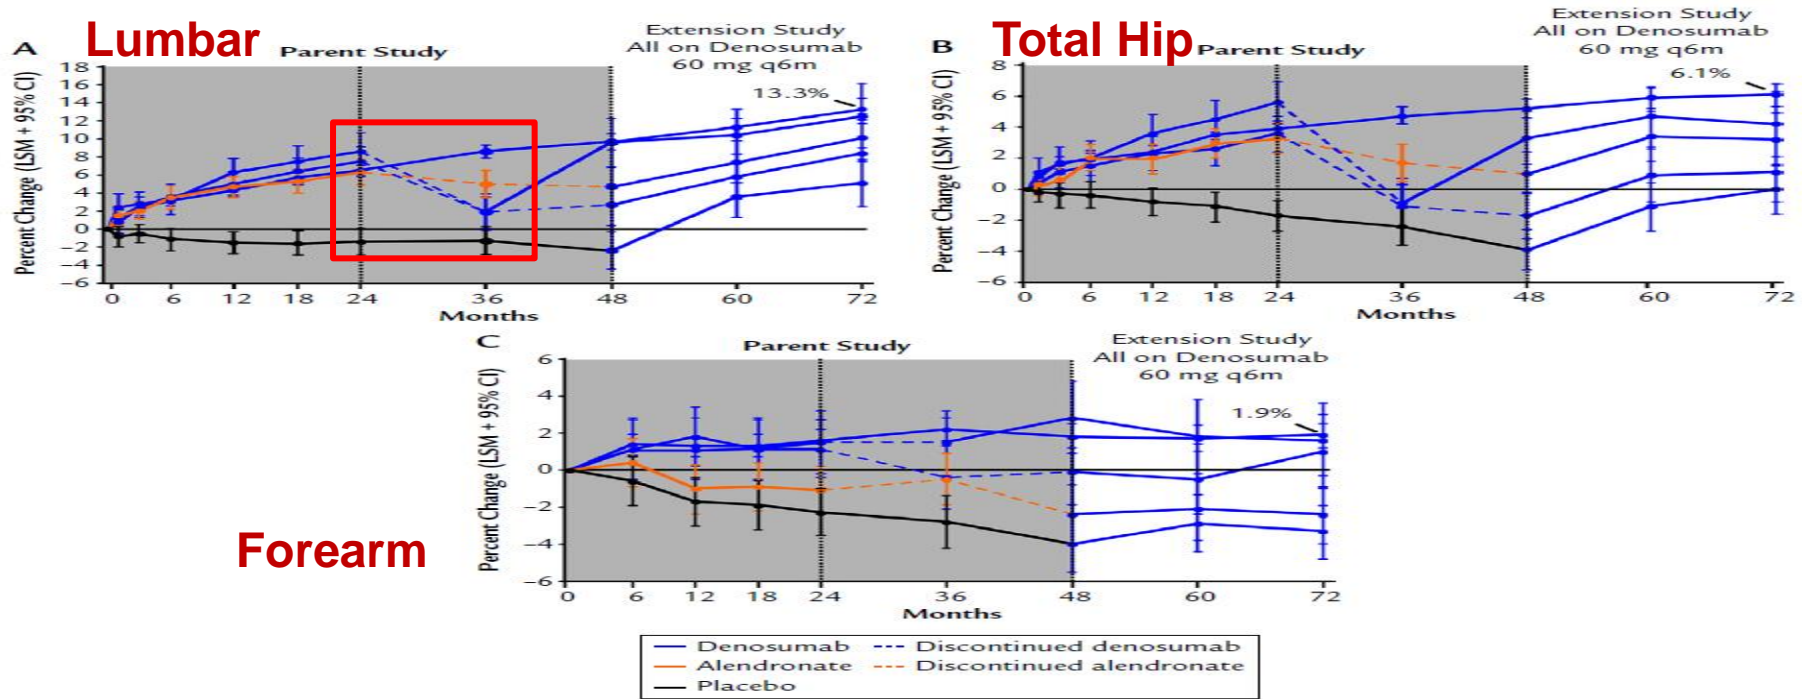 Lumbar
Total Hip
Forearm
A
Parent Study
Extension Study
All on Denosumab
60 mg q6m
13.3%
Percent Change (LSM + 95% CI)
18
16
14
12
10
8
6
4
2
0
−2
−4
−6
0 6 12 18 24 36 48 60 72
Months
B
Parent Study
Extension Study
All on Denosumab
60 mg q6m
6.1%
Percent Change (LSM + 95% CI)
8
6
4
2
0
−2
−4
−6
0 6 12 18 24 36 48 60 72
Months
C
Parent Study
Extension Study
All on Denosumab
60 mg q6m
1.9%
Percent Change (LSM + 95% CI)
6
4
2
0
−2
−4
−6
0 6 12 18 24 36 48 60 72
Months
Denosumab
Discontinued denosumab
Alendronate
Discontinued alendronate
Placebo